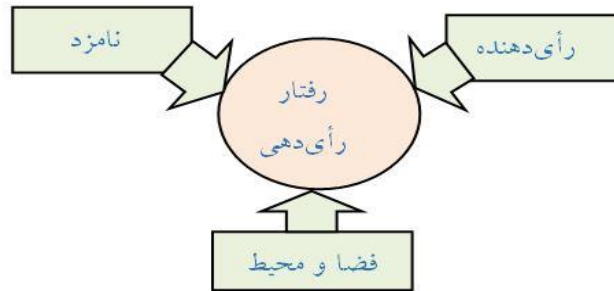 رأی‌دهنده
نامزد
رفتار
رأی‌دهی
فضا و محیط